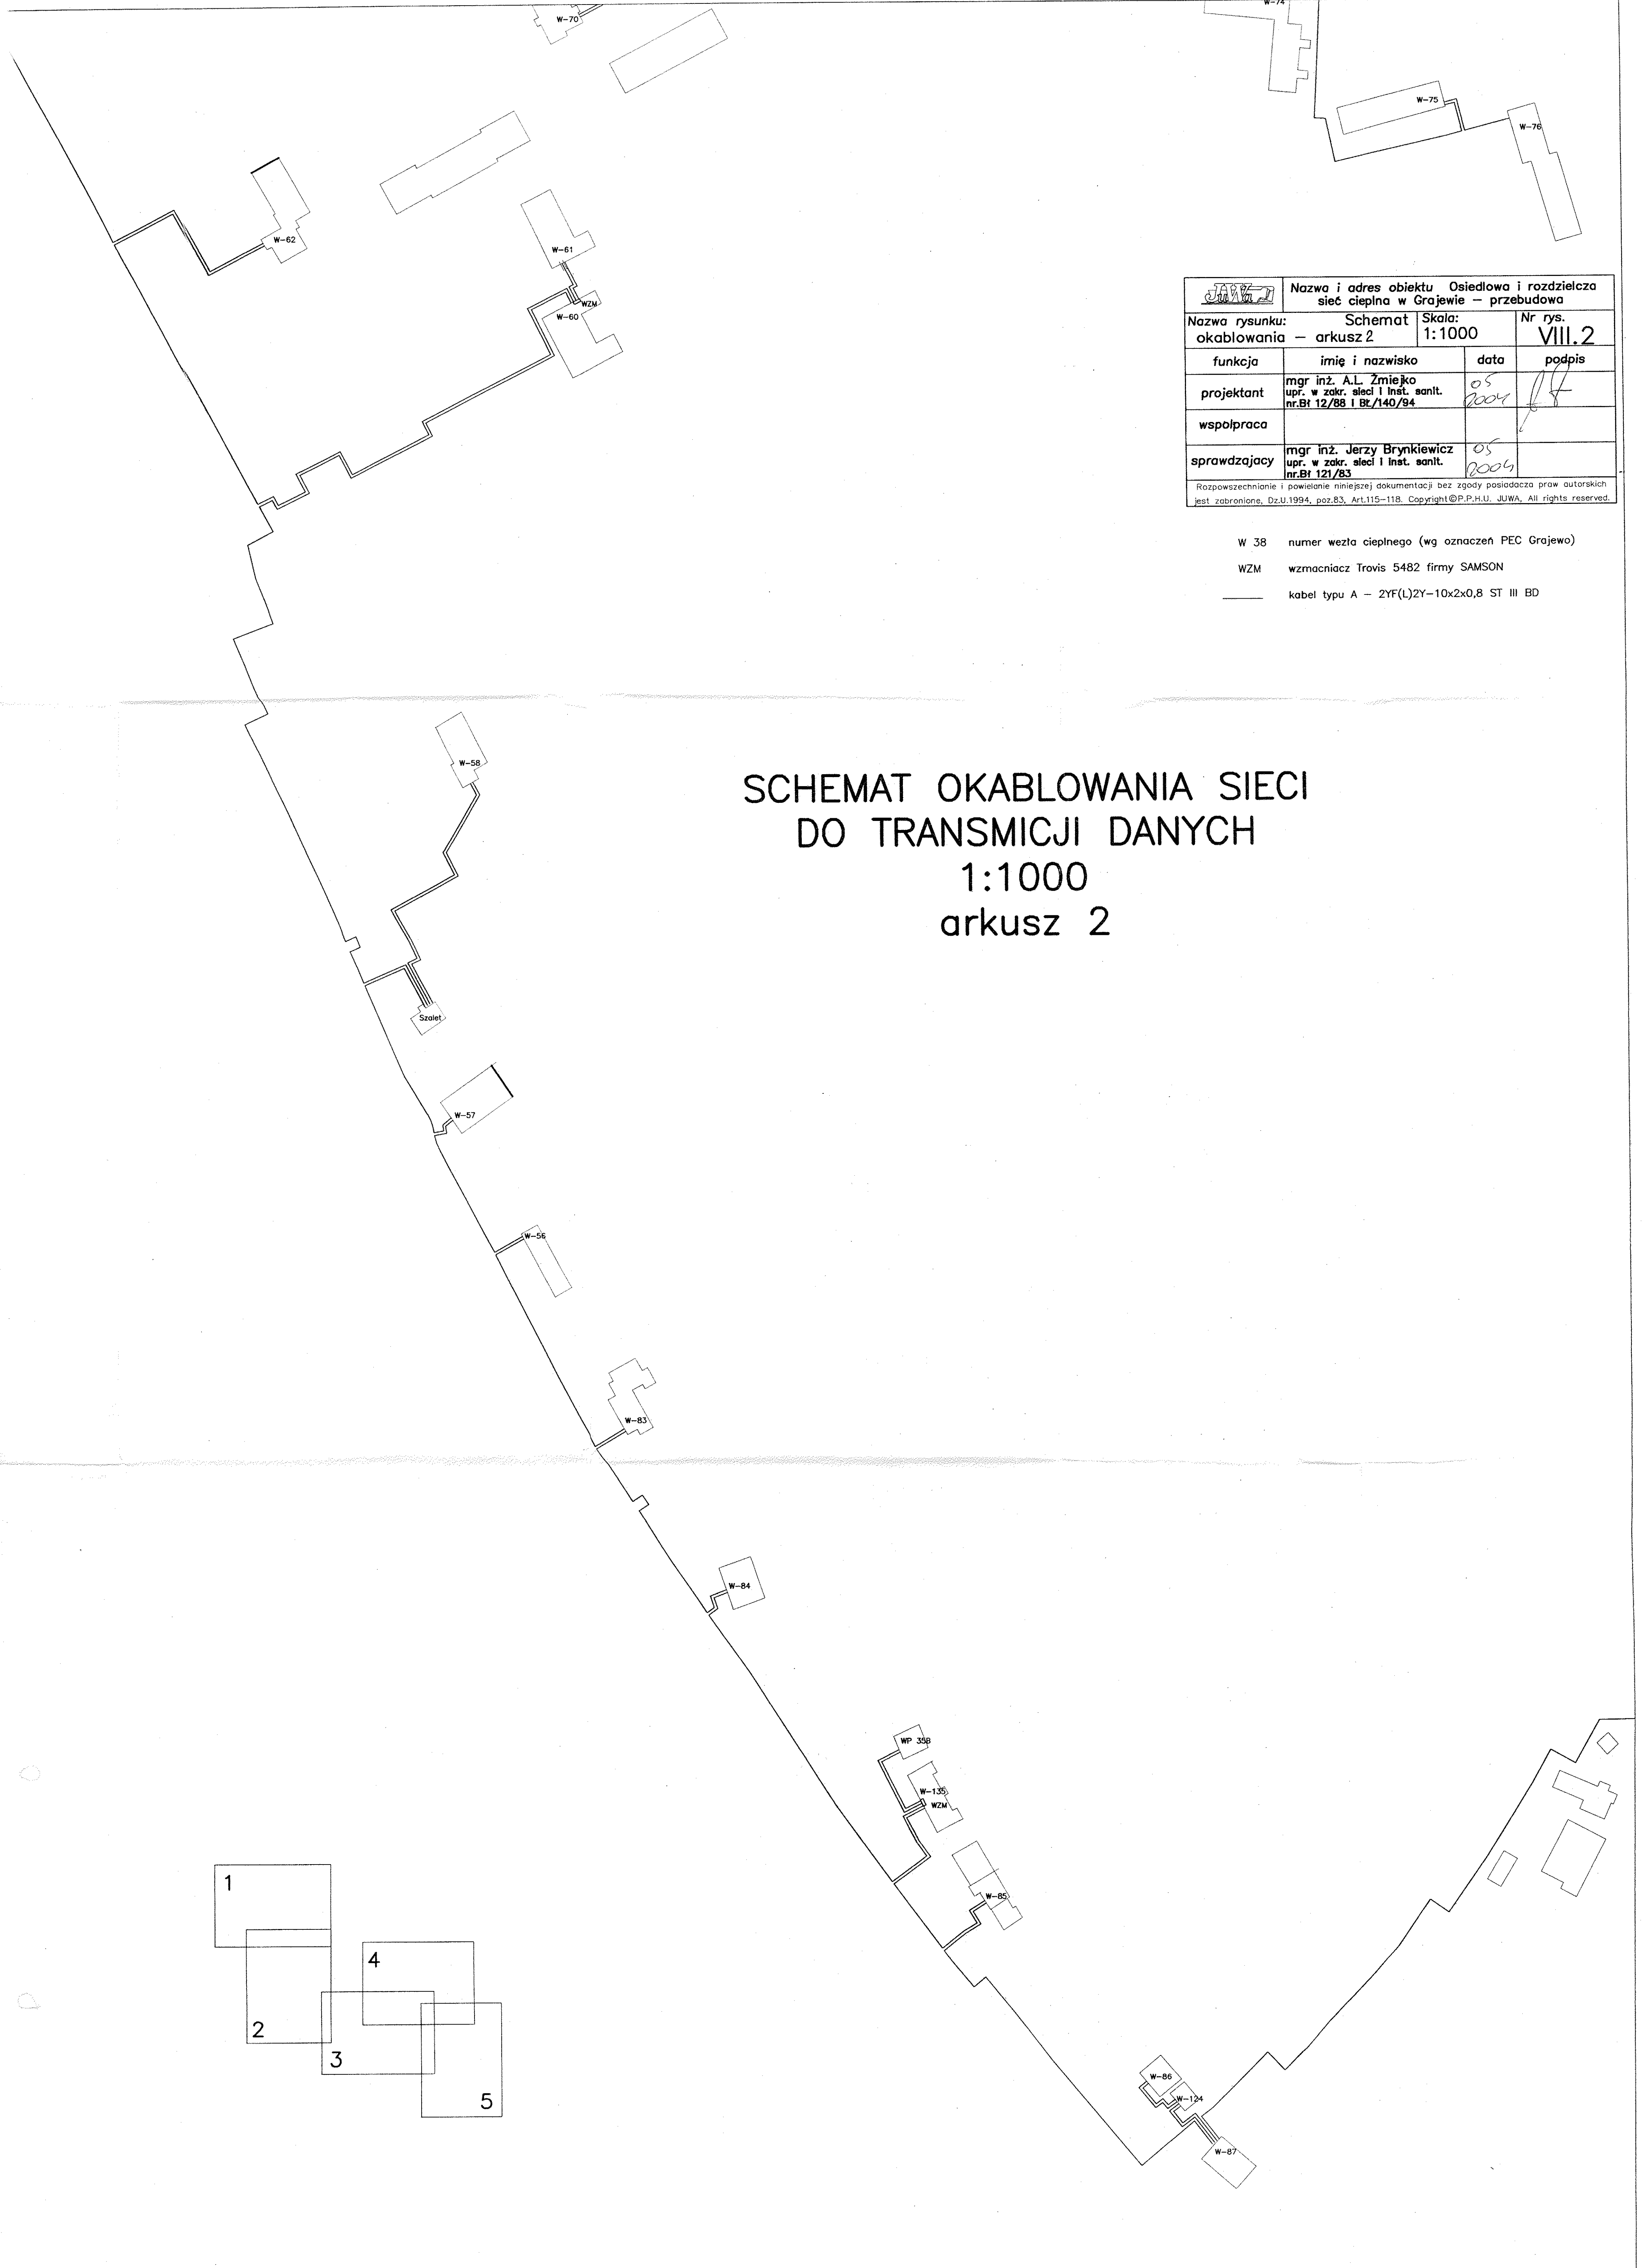 W-70
W-74
W-75
W-76
W-62
W-61
WZM
W-60
JUWA
Nazwa i adres obiektu Osiedlowa i rozdzielcza
sieć cieplna w Grajewie – przebudowa
Nazwa rysunku: Schemat
okablowania – arkusz 2
Skala:
1:1000
Nr rys.
VIII.2
funkcja imię i nazwisko data podpis
projektant
mgr inż. A.L. Żmiejko
upr. w zakr. sieci i inst. sanit.
nr.Bł 12/88 i BŁ/140/94
05
2004
wspołpraca
sprawdzajacy
mgr inż. Jerzy Brynkiewicz
upr. w zakr. sieci i inst. sanit.
nr.Bł 121/83
05
2004
Rozpowszechnianie i powielanie niniejszej dokumentacji bez zgody posiadacza praw autorskich
jest zabronione, Dz.U.1994, poz.83, Art.115–118. Copyright©P.P.H.U. JUWA, All rights reserved.
W 38 numer wezła cieplnego (wg oznaczeń PEC Grajewo)
WZM wzmacniacz Trovis 5482 firmy SAMSON
kabel typu A – 2YF(L)2Y–10x2x0,8 ST III BD
W-58
SCHEMAT OKABLOWANIA SIECI
DO TRANSMICJI DANYCH
1:1000
arkusz 2
Szalet
W-57
W-56
W-83
W-84
WP 35B
W-135
WZM
W-85
1
4
2
3
5
W-86
W-124
W-87